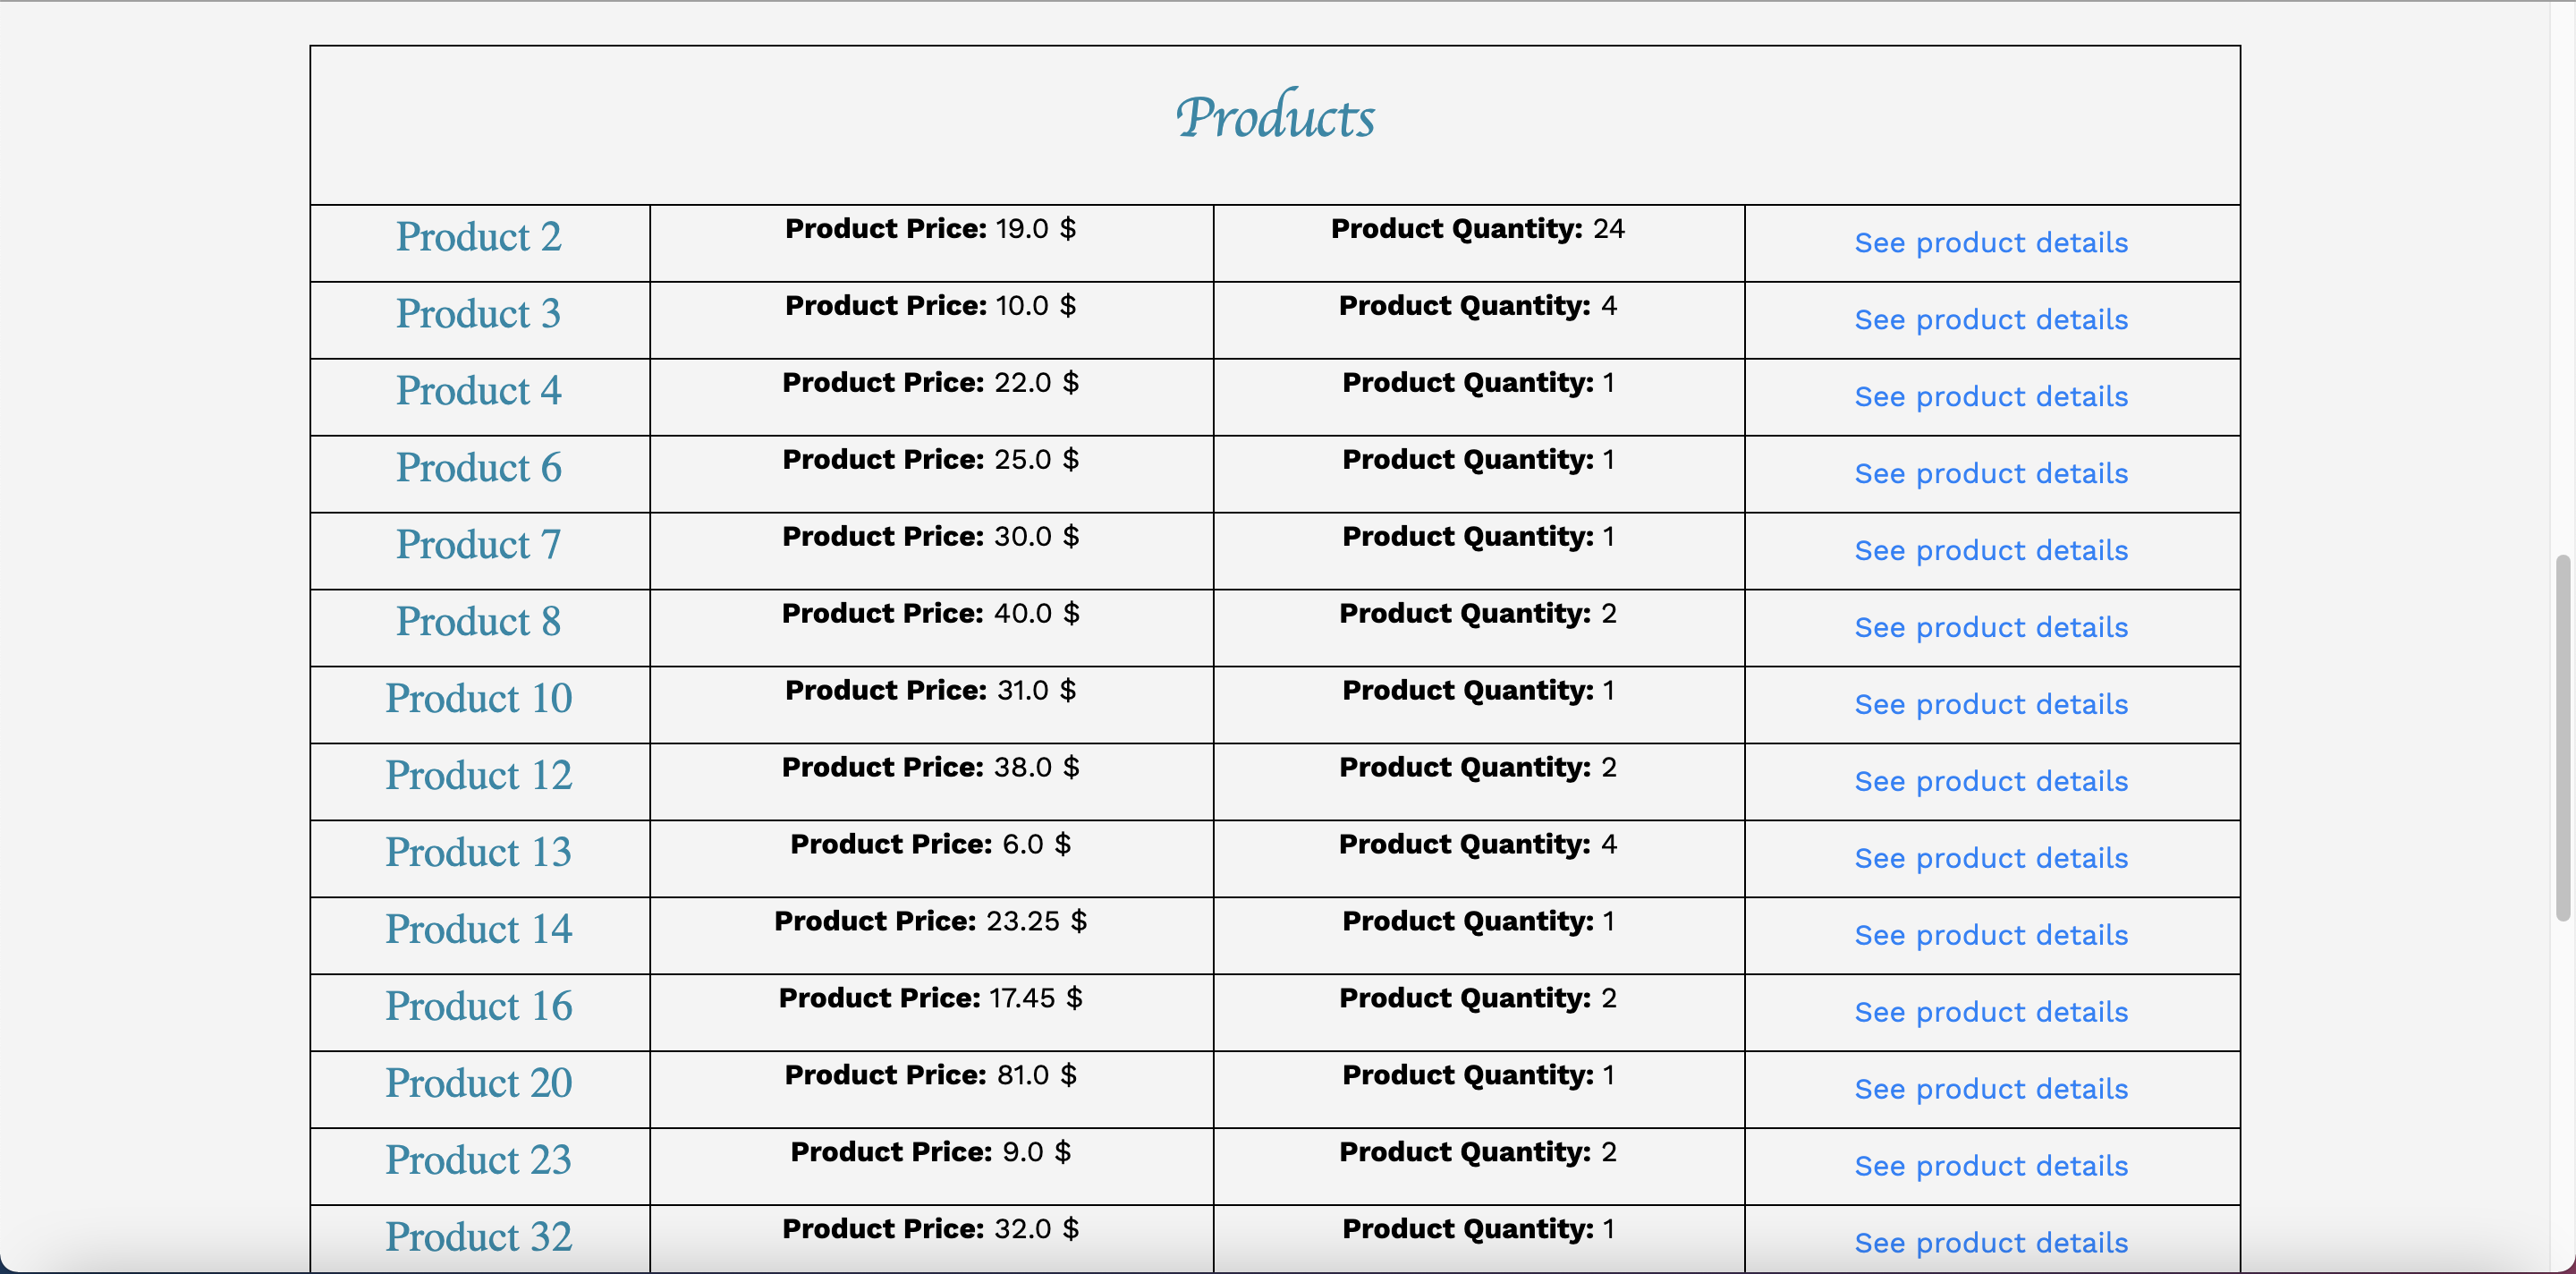 Products
Product 2 Product Price: 19.0 $ Product Quantity: 24 See product details
Product 3 Product Price: 10.0 $ Product Quantity: 4 See product details
Product 4 Product Price: 22.0 $ Product Quantity: 1 See product details
Product 6 Product Price: 25.0 $ Product Quantity: 1 See product details
Product 7 Product Price: 30.0 $ Product Quantity: 1 See product details
Product 8 Product Price: 40.0 $ Product Quantity: 2 See product details
Product 10 Product Price: 31.0 $ Product Quantity: 1 See product details
Product 12 Product Price: 38.0 $ Product Quantity: 2 See product details
Product 13 Product Price: 6.0 $ Product Quantity: 4 See product details
Product 14 Product Price: 23.25 $ Product Quantity: 1 See product details
Product 16 Product Price: 17.45 $ Product Quantity: 2 See product details
Product 20 Product Price: 81.0 $ Product Quantity: 1 See product details
Product 23 Product Price: 9.0 $ Product Quantity: 2 See product details
Product 32 Product Price: 32.0 $ Product Quantity: 1 See product details